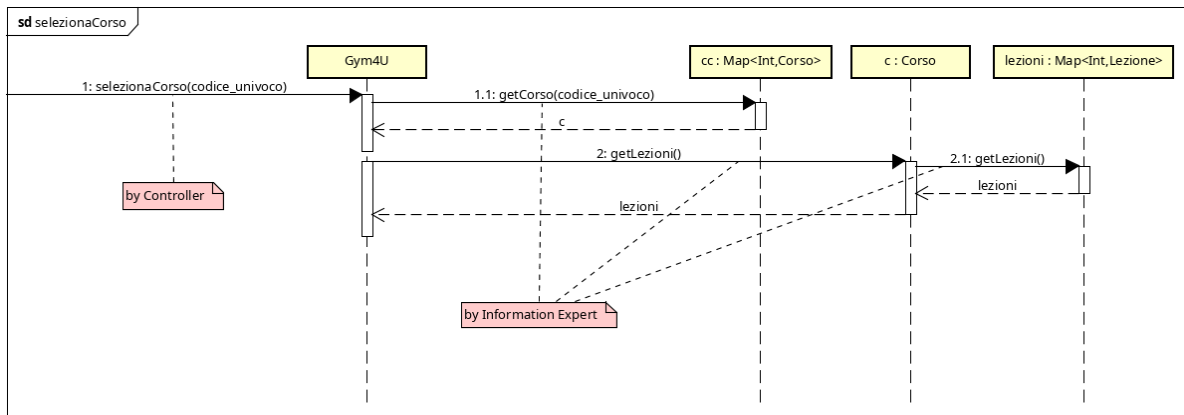 sd selezionaCorso
Gym4U
cc : Map<Int,Corso>
c : Corso
lezioni : Map<Int,Lezione>
1: selezionaCorso(codice_univoco)
1.1: getCorso(codice_univoco)
c
2: getLezioni()
2.1: getLezioni()
lezioni
lezioni
by Controller
by Information Expert